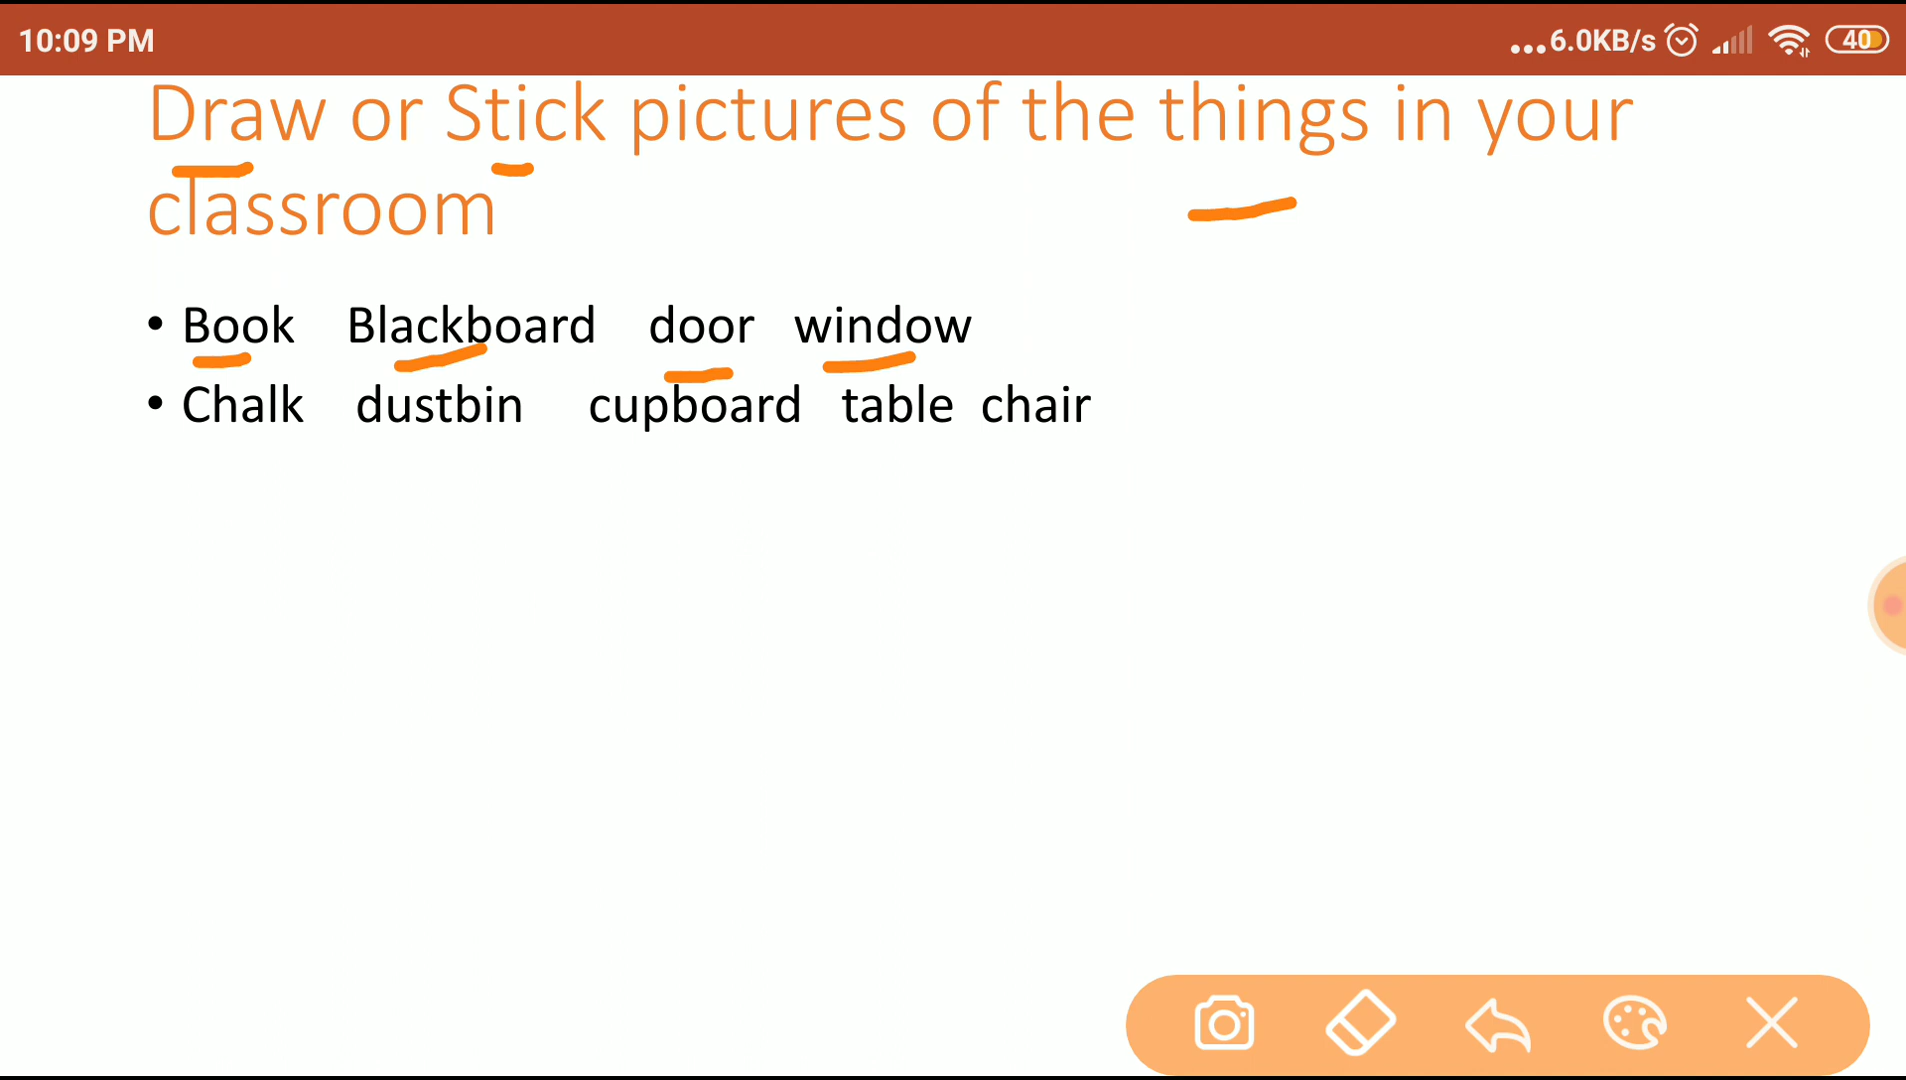 10:09 PM ...6.0KB/s 40
Draw or Stick pictures of the things in your
classroom
• Book Blackboard door window
• Chalk dustbin cupboard table chair